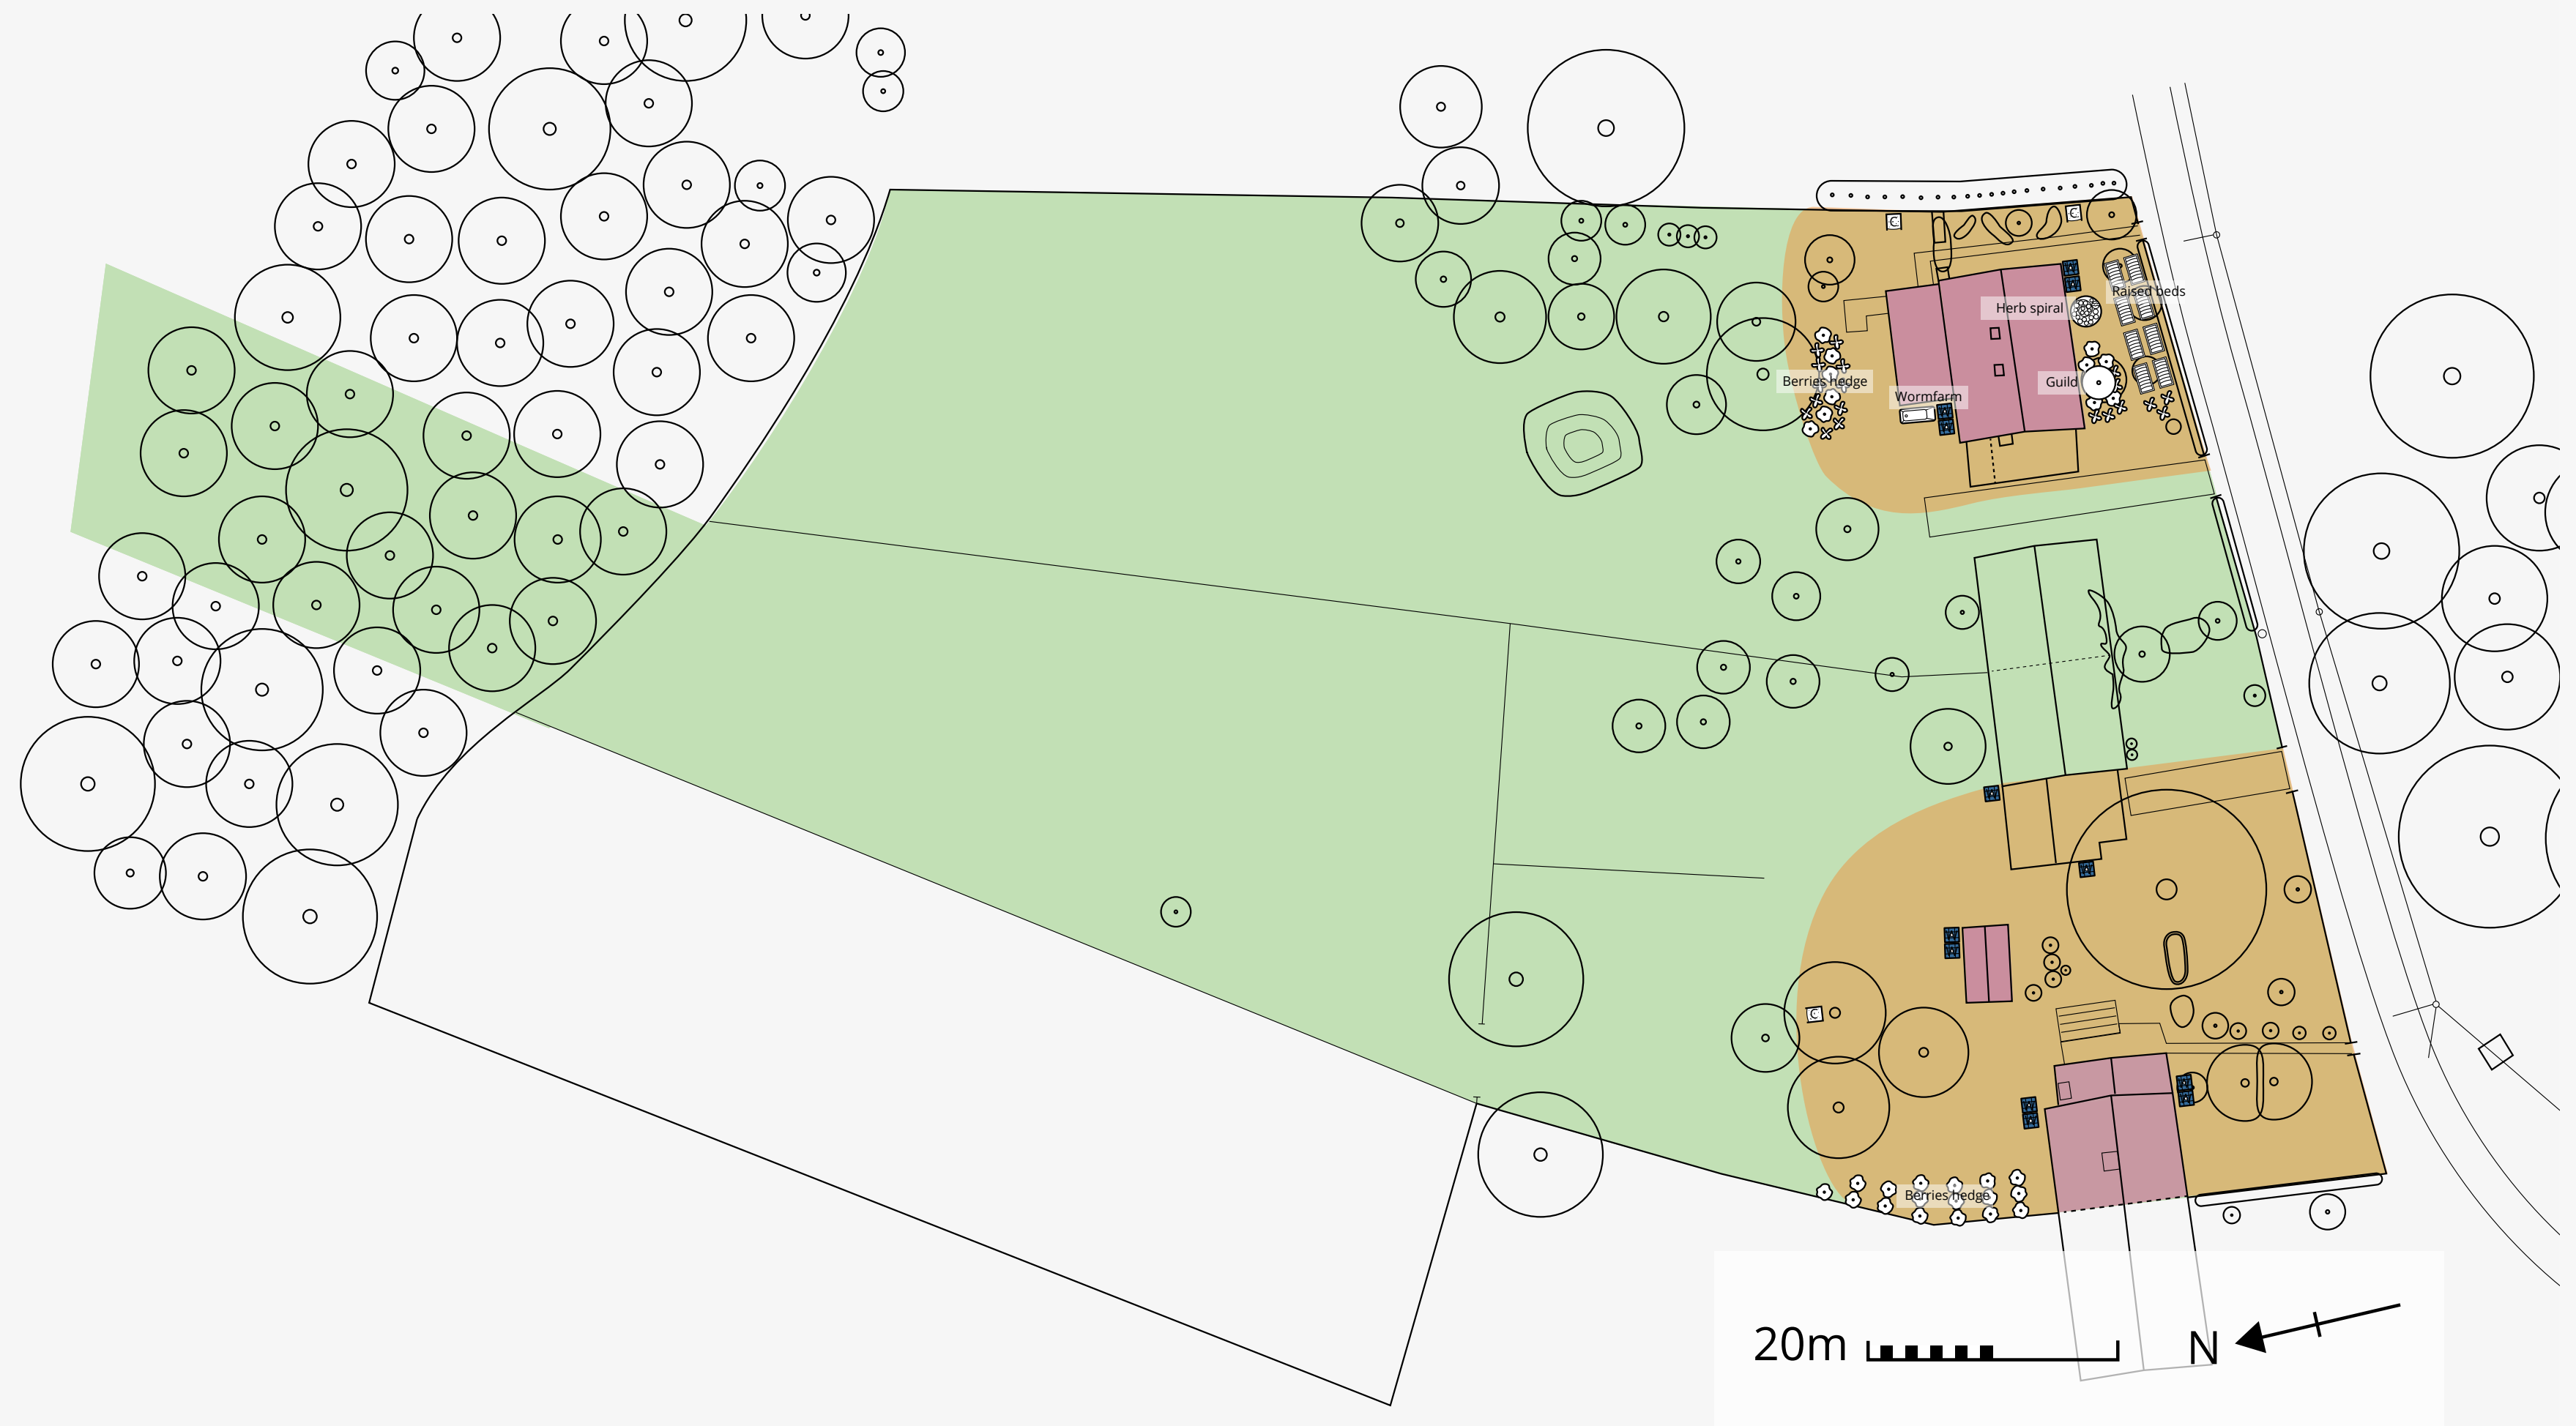 C
C
Raised beds
Herb spiral
Berries hedge
Guild
Wormfarm
C
Berries hedge
20m
N